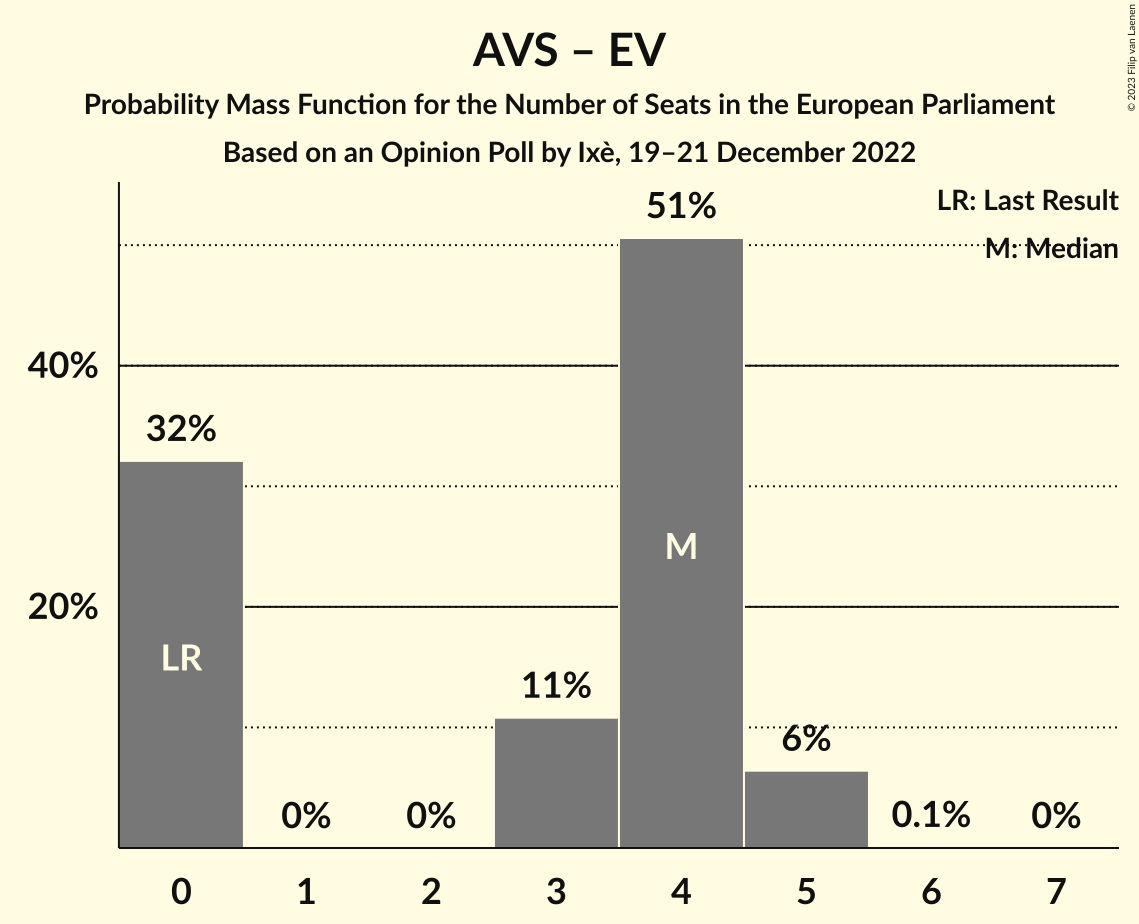 AVS – EV
Probability Mass Function for the Number of Seats in the European Parliament
Based on an Opinion Poll by Ixè, 19–21 December 2022
© 2023 Filip van Laenen
LR: Last Result
M: Median
51%
40%
32%
M
20%
LR
11%
6%
0%
0%
0.1%
0%
0 1 2 3 4 5 6 7